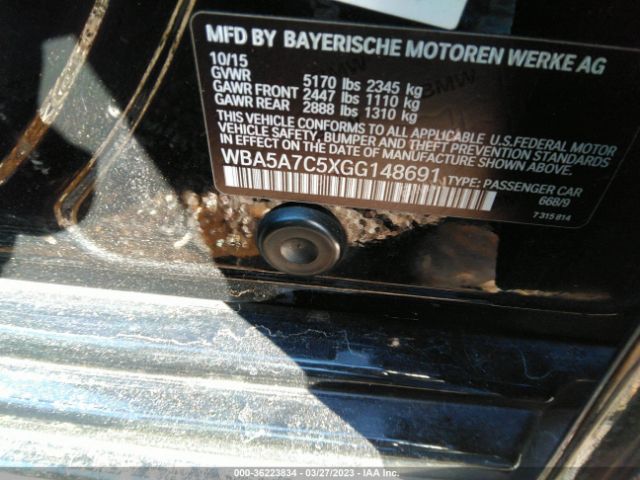 MFD BY BAYERISCHE MOTOREN WERKE AG
10/15
GVWR 5170 lbs 2345 kg
GAWR FRONT 2447 lbs 1110 kg
GAWR REAR 2888 lbs 1310 kg
THIS VEHICLE CONFORMS TO ALL APPLICABLE U.S.FEDERAL MOTOR
VEHICLE SAFETY, BUMPER AND THEFT PREVENTION STANDARDS
IN EFFECT ON THE DATE OF MANUFACTURE SHOWN ABOVE.
WBA5A7C5XGG148691 TYPE: PASSENGER CAR
668/9
7 315 814
000-36223834 / 03/27/2023 - IAA Inc.